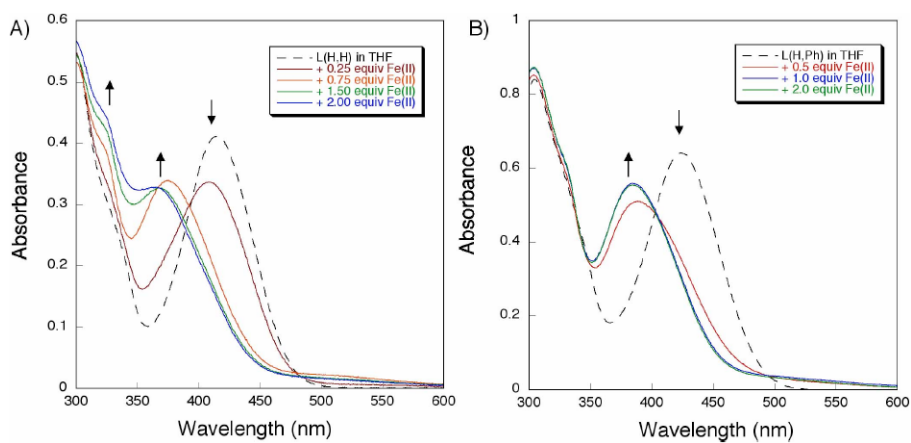 A)
0.6
0.5
0.4
0.3
0.2
0.1
0
Absorbance
L(H,H) in THF
+ 0.25 equiv Fe(II)
+ 0.75 equiv Fe(II)
+ 1.50 equiv Fe(II)
+ 2.00 equiv Fe(II)
300 350 400 450 500 550 600
Wavelength (nm)
B)
1
0.8
0.6
0.4
0.2
0
Absorbance
L(H,Ph) in THF
+ 0.5 equiv Fe(II)
+ 1.0 equiv Fe(II)
+ 2.0 equiv Fe(II)
300 350 400 450 500 550 600
Wavelength (nm)